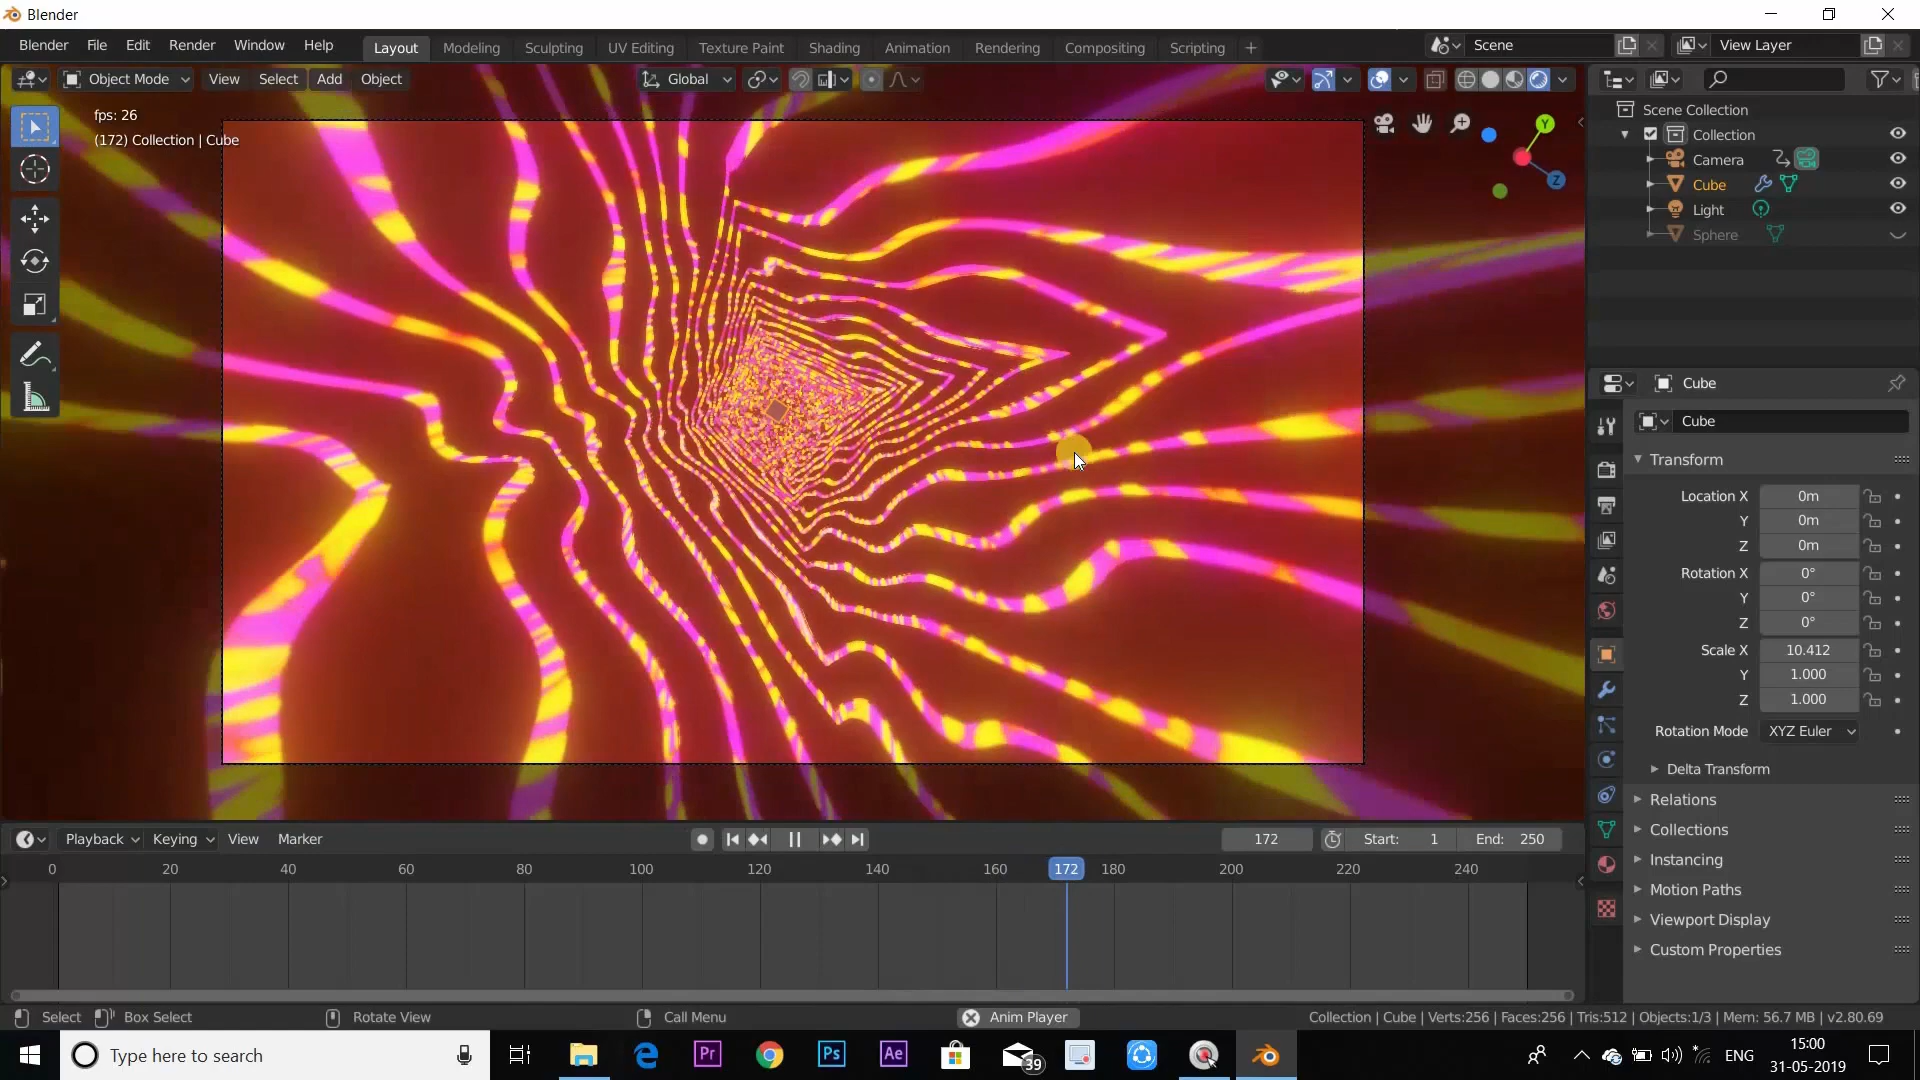 Blender
Blender File Edit Render Window Help Layout Modeling Sculpting UV Editing Texture Paint Shading Animation Rendering Compositing Scripting + Scene View Layer
Object Mode View Select Add Object Global
fps: 26
(172) Collection | Cube
Y
Z
Scene Collection
Collection
Camera
Cube
Light
Sphere
Cube
Cube
Transform
Location X 0m
Y 0m
Z 0m
Rotation X 0°
Y 0°
Z 0°
Scale X 10.412
Y 1.000
Z 1.000
Rotation Mode XYZ Euler
Delta Transform
Relations
Collections
Instancing
Motion Paths
Viewport Display
Custom Properties
Playback Keying View Marker 172 Start: 1 End: 250
0 20 40 60 80 100 120 140 160 172 180 200 220 240
Select Box Select Rotate View Call Menu Anim Player Collection | Cube | Verts:256 | Faces:256 | Tris:512 | Objects:1/3 | Mem: 56.7 MB | v2.80.69
Type here to search Pr Ps Ae 39 ENG
15:00
31-05-2019